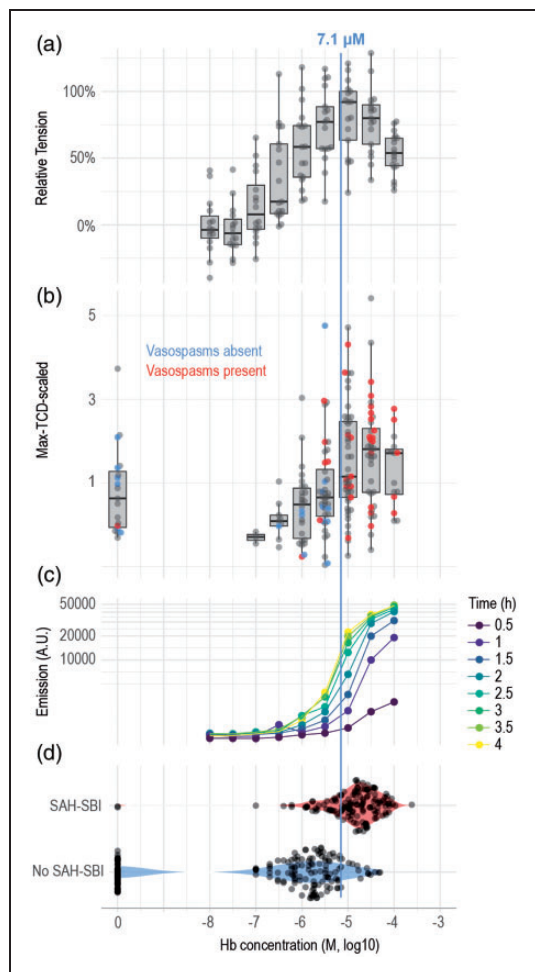 (a)
7.1 µM
100%
50%
0%
Relative Tension
(b)
5
3
1
Vasospasms absent
Vasospasms present
Max-TCD-scaled
(c)
50000
20000
10000
Emission (A.U.)
Time (h)
0.5
1
1.5
2
2.5
3
3.5
4
(d)
SAH-SBI
No SAH-SBI
0 -8 -7 -6 -5 -4 -3
Hb concentration (M, log10)